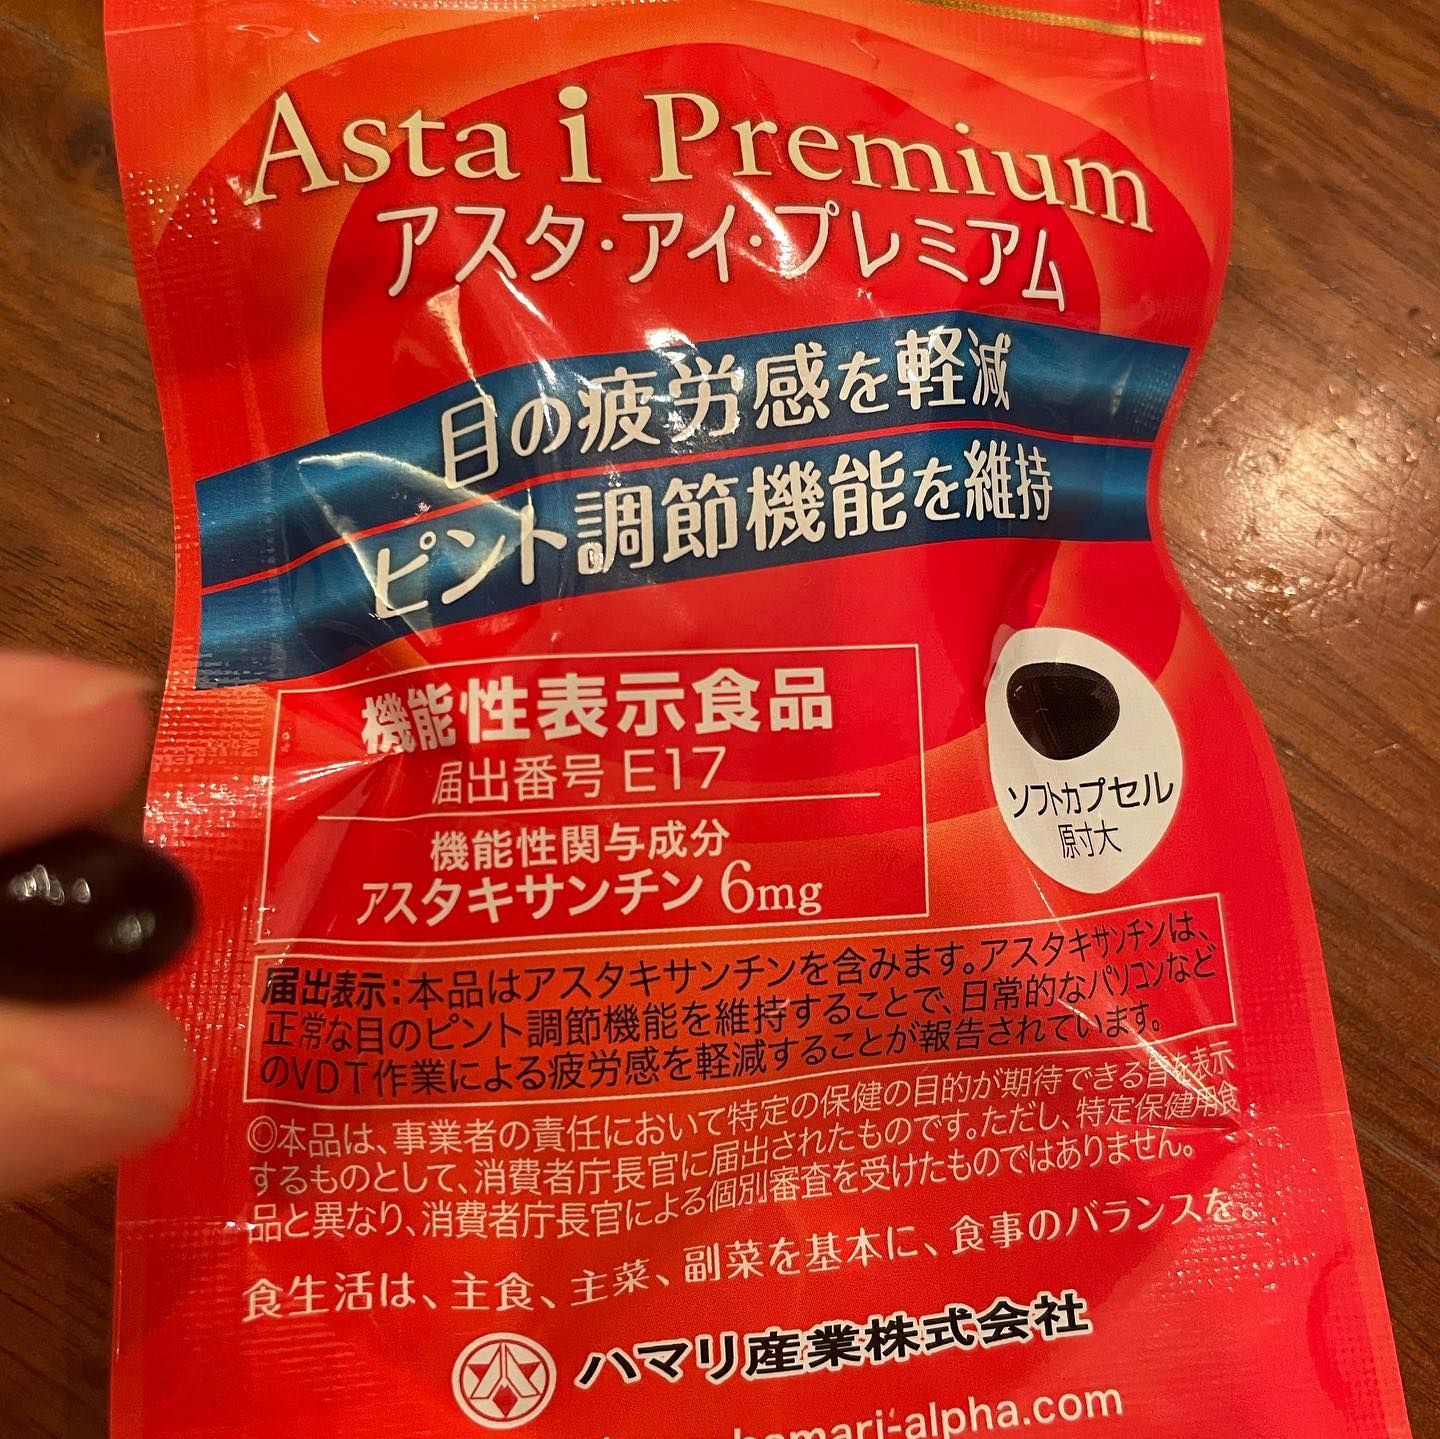 Asta i Premium
アスタ・アイ・プレミアム
目の疲労感を軽減
ピント調節機能を維持
機能性表示食品
届出番号 E17
機能性関与成分
アスタキサンチン 6mg
ソフトカプセル
原寸大
届出表示:本品はアスタキサンチンを含みます。アスタキサンチンは、
正常な目のピント調節機能を維持することで、日常的なパソコンなど
のVDT作業による疲労感を軽減することが報告されています。
◎本品は、事業者の責任において特定の保健の目的が期待できる旨を表示
するものとして、消費者庁長官に届出されたものです。ただし、特定保健用食
品と異なり、消費者庁長官による個別審査を受けたものではありません。
食生活は、主食、主菜、副菜を基本に、食事のバランスを。
ハマリ産業株式会社
hamari-alpha.com